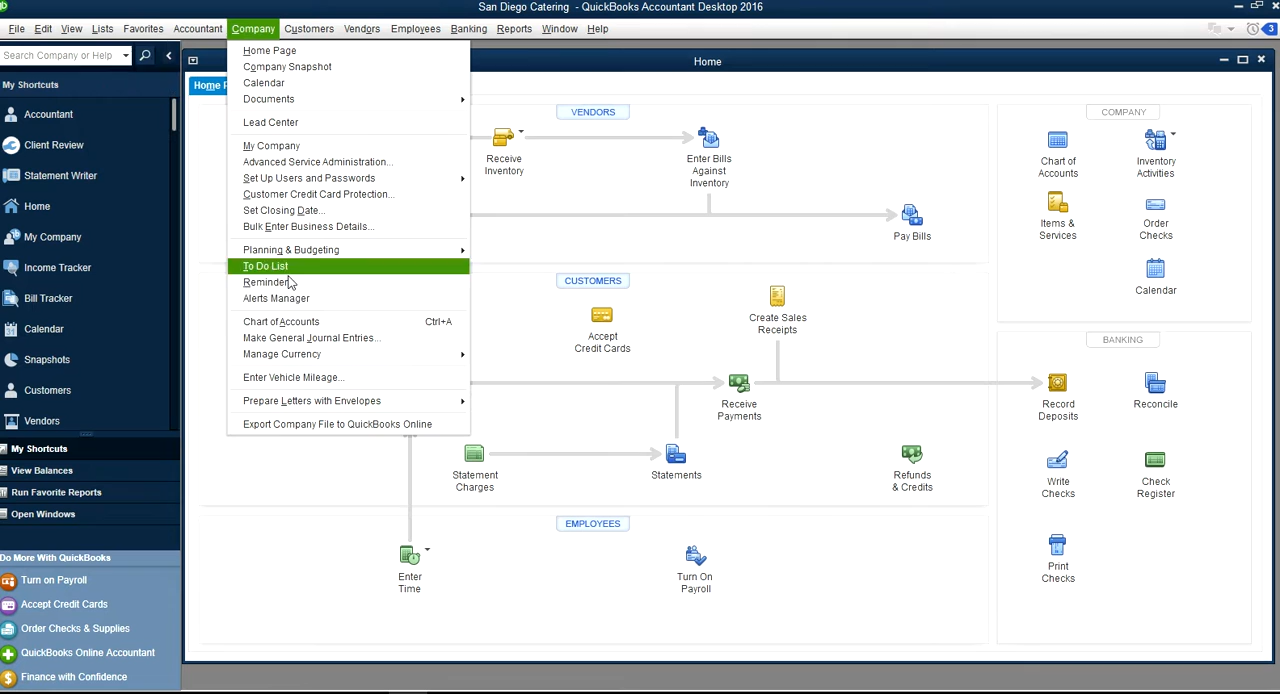 San Diego Catering - QuickBooks Accountant Desktop 2016
File Edit View Lists Favorites Accountant Company Customers Vendors Employees Banking Reports Window Help
3
Search Company or Help
My Shortcuts
Accountant
Client Review
Statement Writer
Home
My Company
Income Tracker
Bill Tracker
Calendar
Snapshots
Customers
Vendors
My Shortcuts
View Balances
Run Favorite Reports
Open Windows
Do More With QuickBooks
Turn on Payroll
Accept Credit Cards
Order Checks & Supplies
QuickBooks Online Accountant
Finance with Confidence
Home Page
Company Snapshot
Calendar
Documents
Lead Center
My Company
Advanced Service Administration...
Set Up Users and Passwords
Customer Credit Card Protection...
Set Closing Date...
Bulk Enter Business Details...
Planning & Budgeting
To Do List
Reminders
Alerts Manager
Chart of Accounts Ctrl+A
Make General Journal Entries...
Manage Currency
Enter Vehicle Mileage...
Prepare Letters with Envelopes
Export Company File to QuickBooks Online
Home
Home P
VENDORS
Receive
Inventory
Enter Bills
Against
Inventory
Pay Bills
CUSTOMERS
Accept
Credit Cards
Create Sales
Receipts
Receive
Payments
Statement
Charges
Statements
Refunds
& Credits
EMPLOYEES
Enter
Time
Turn On
Payroll
COMPANY
Chart of
Accounts
Inventory
Activities
Items &
Services
Order
Checks
Calendar
BANKING
Record
Deposits
Reconcile
Write
Checks
Check
Register
Print
Checks